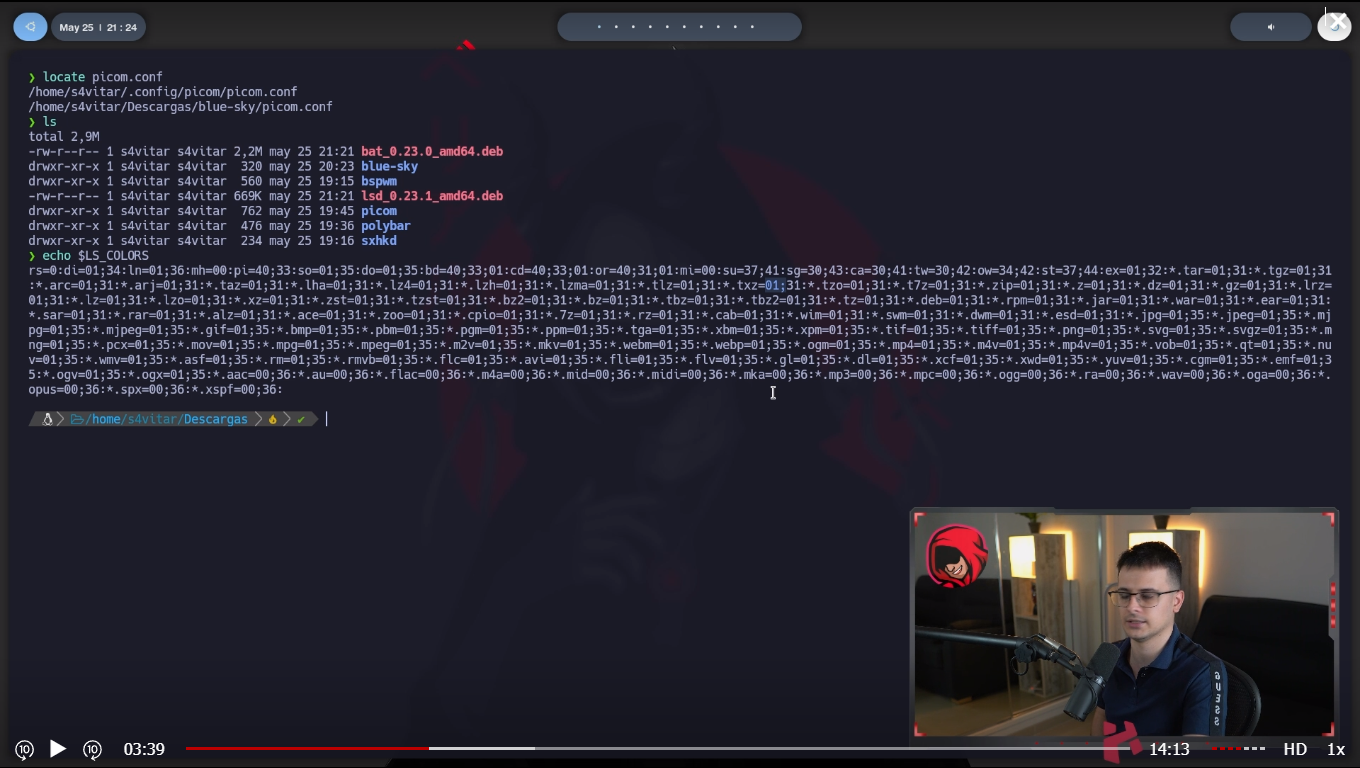 May 25 | 21 : 24
❯ locate picom.conf
/home/s4vitar/.config/picom/picom.conf
/home/s4vitar/Descargas/blue-sky/picom.conf
❯ ls
total 2,9M
-rw-r--r-- 1 s4vitar s4vitar 2,2M may 25 21:21 bat_0.23.0_amd64.deb
drwxr-xr-x 1 s4vitar s4vitar  320 may 25 20:23 blue-sky
drwxr-xr-x 1 s4vitar s4vitar  560 may 25 19:15 bspwm
-rw-r--r-- 1 s4vitar s4vitar 669K may 25 21:21 lsd_0.23.1_amd64.deb
drwxr-xr-x 1 s4vitar s4vitar  762 may 25 19:45 picom
drwxr-xr-x 1 s4vitar s4vitar  476 may 25 19:36 polybar
drwxr-xr-x 1 s4vitar s4vitar  234 may 25 19:16 sxhkd
❯ echo $LS_COLORS
rs=0:di=01;34:ln=01;36:mh=00:pi=40;33:so=01;35:do=01;35:bd=40;33;01:cd=40;33;01:or=40;31;01:mi=00:su=37;41:sg=30;43:ca=30;41:tw=30;42:ow=34;42:st=37;44:ex=01;32:*.tar=01;31:*.tgz=01;31
:*.arc=01;31:*.arj=01;31:*.taz=01;31:*.lha=01;31:*.lz4=01;31:*.lzh=01;31:*.lzma=01;31:*.tlz=01;31:*.txz=01;31:*.tzo=01;31:*.t7z=01;31:*.zip=01;31:*.z=01;31:*.dz=01;31:*.gz=01;31:*.lrz=
01;31:*.lz=01;31:*.lzo=01;31:*.xz=01;31:*.zst=01;31:*.tzst=01;31:*.bz2=01;31:*.bz=01;31:*.tbz=01;31:*.tbz2=01;31:*.tz=01;31:*.deb=01;31:*.rpm=01;31:*.jar=01;31:*.war=01;31:*.ear=01;31:
*.sar=01;31:*.rar=01;31:*.alz=01;31:*.ace=01;31:*.zoo=01;31:*.cpio=01;31:*.7z=01;31:*.rz=01;31:*.cab=01;31:*.wim=01;31:*.swm=01;31:*.dwm=01;31:*.esd=01;31:*.jpg=01;35:*.jpeg=01;35:*.mj
pg=01;35:*.mjpeg=01;35:*.gif=01;35:*.bmp=01;35:*.pbm=01;35:*.pgm=01;35:*.ppm=01;35:*.tga=01;35:*.xbm=01;35:*.xpm=01;35:*.tif=01;35:*.tiff=01;35:*.png=01;35:*.svg=01;35:*.svgz=01;35:*.m
ng=01;35:*.pcx=01;35:*.mov=01;35:*.mpg=01;35:*.mpeg=01;35:*.m2v=01;35:*.mkv=01;35:*.webm=01;35:*.webp=01;35:*.ogm=01;35:*.mp4=01;35:*.m4v=01;35:*.mp4v=01;35:*.vob=01;35:*.qt=01;35:*.nu
v=01;35:*.wmv=01;35:*.asf=01;35:*.rm=01;35:*.rmvb=01;35:*.flc=01;35:*.avi=01;35:*.fli=01;35:*.flv=01;35:*.gl=01;35:*.dl=01;35:*.xcf=01;35:*.xwd=01;35:*.yuv=01;35:*.cgm=01;35:*.emf=01;3
5:*.ogv=01;35:*.ogx=01;35:*.aac=00;36:*.au=00;36:*.flac=00;36:*.m4a=00;36:*.mid=00;36:*.midi=00;36:*.mka=00;36:*.mp3=00;36:*.mpc=00;36:*.ogg=00;36:*.ra=00;36:*.wav=00;36:*.oga=00;36:*.
opus=00;36:*.spx=00;36:*.xspf=00;36:
/home/s4vitar/Descargas
GUESS
10
10
03:39
14:13
HD
1x